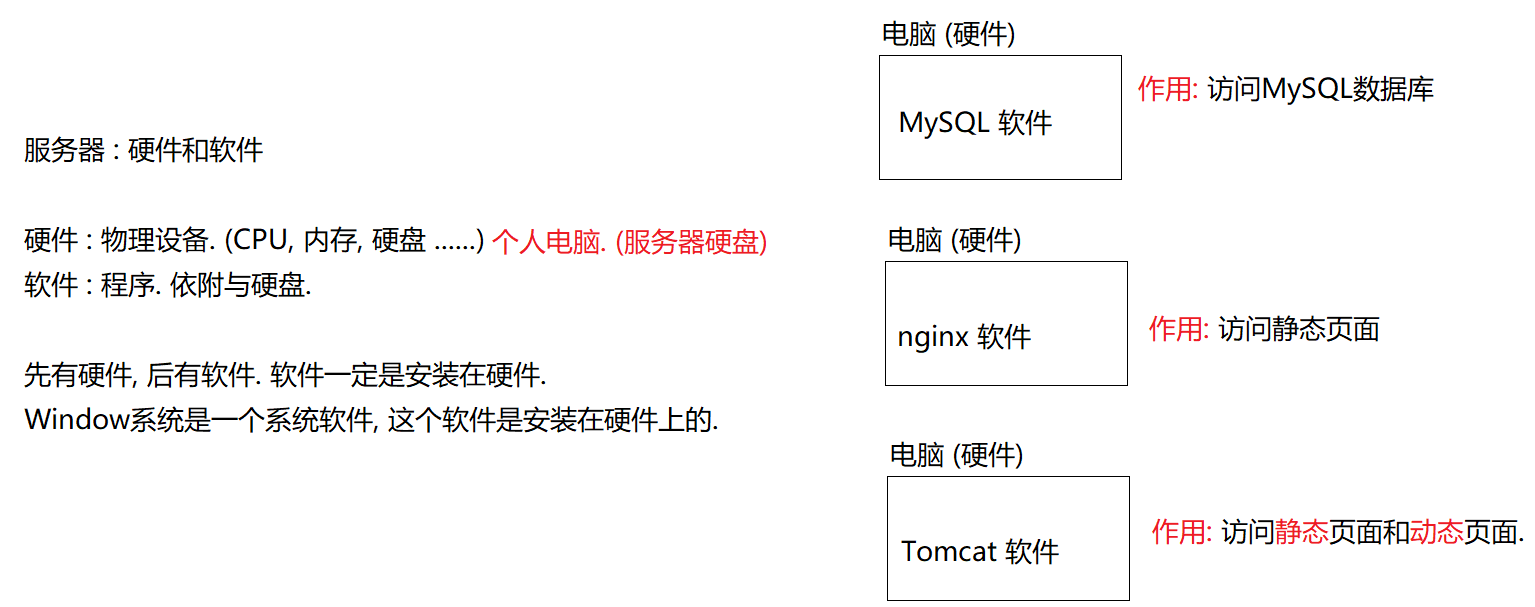 服务器 : 硬件和软件
硬件 : 物理设备. (CPU, 内存, 硬盘 ......) 个人电脑. (服务器硬盘)
软件 : 程序. 依附与硬盘.
先有硬件, 后有软件. 软件一定是安装在硬件.
Window系统是一个系统软件, 这个软件是安装在硬件上的.
电脑 (硬件)
MySQL 软件
作用: 访问MySQL数据库
电脑 (硬件)
nginx 软件
作用: 访问静态页面
电脑 (硬件)
Tomcat 软件
作用: 访问静态页面和动态页面.